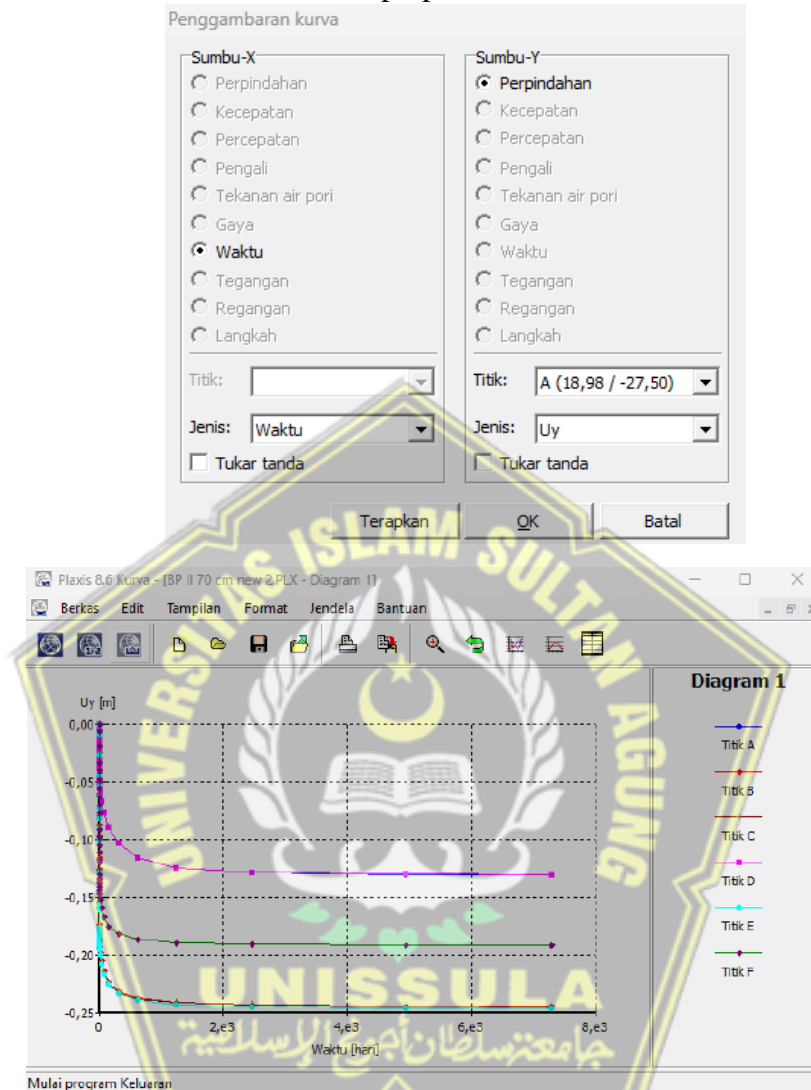 Penggambaran kurva
Sumbu-X
Perpindahan
Kecepatan
Percepatan
Pengali
Tekanan air pori
Gaya
Waktu
Tegangan
Regangan
Langkah
Titik:
Jenis: Waktu
Tukar tanda
Sumbu-Y
Perpindahan
Kecepatan
Percepatan
Pengali
Tekanan air pori
Gaya
Waktu
Tegangan
Regangan
Langkah
Titik: A (18,98 / -27,50)
Jenis: Uy
Tukar tanda
Terapkan OK Batal
UNIVERSITAS ISLAM SULTAN AGUNG
Plaxis 8.6 Kurva - [BP II 70 cm new 2.PLX - Diagram 1]
Berkas Edit Tampilan Format Jendela Bantuan
Diagram 1
Uy [m]
0,00
-0,05
-0,10
-0,15
-0,20
-0,25
0 2,e3 4,e3 6,e3 8,e3
Waktu [hari]
Titik A
Titik B
Titik C
Titik D
Titik E
Titik F
UNISSULA
جامعة سلطان أجونج الإسلامية
Mulai program Keluaran